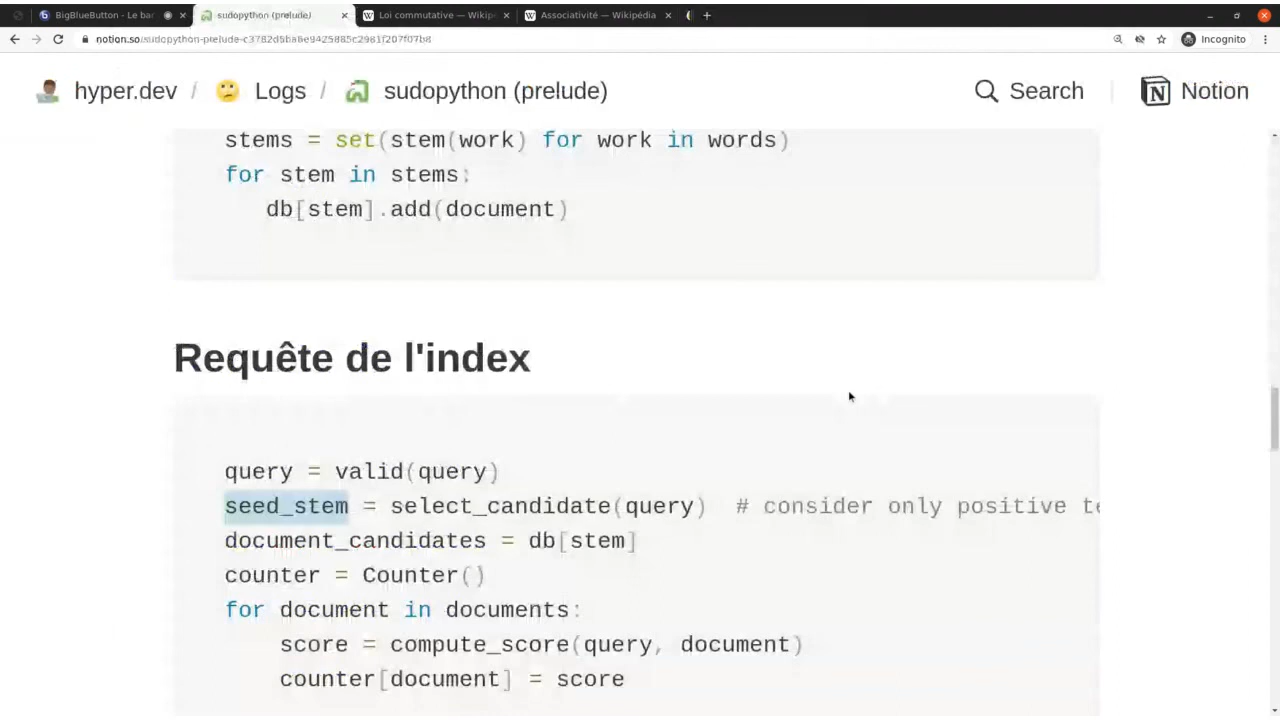 BigBlueButton - Le bar
sudopython (prelude)
Loi commutative — Wikip
Associativité — Wikipédia
notion.so/sudopython-prelude-c3782d5ba8e9425885c2981f207f07b8
Incognito
hyper.dev / Logs / sudopython (prelude)
Search
Notion
stems = set(stem(work) for work in words)
for stem in stems:
db[stem].add(document)
Requête de l'index
query = valid(query)
seed_stem = select_candidate(query) # consider only positive te
document_candidates = db[stem]
counter = Counter()
for document in documents:
score = compute_score(query, document)
counter[document] = score